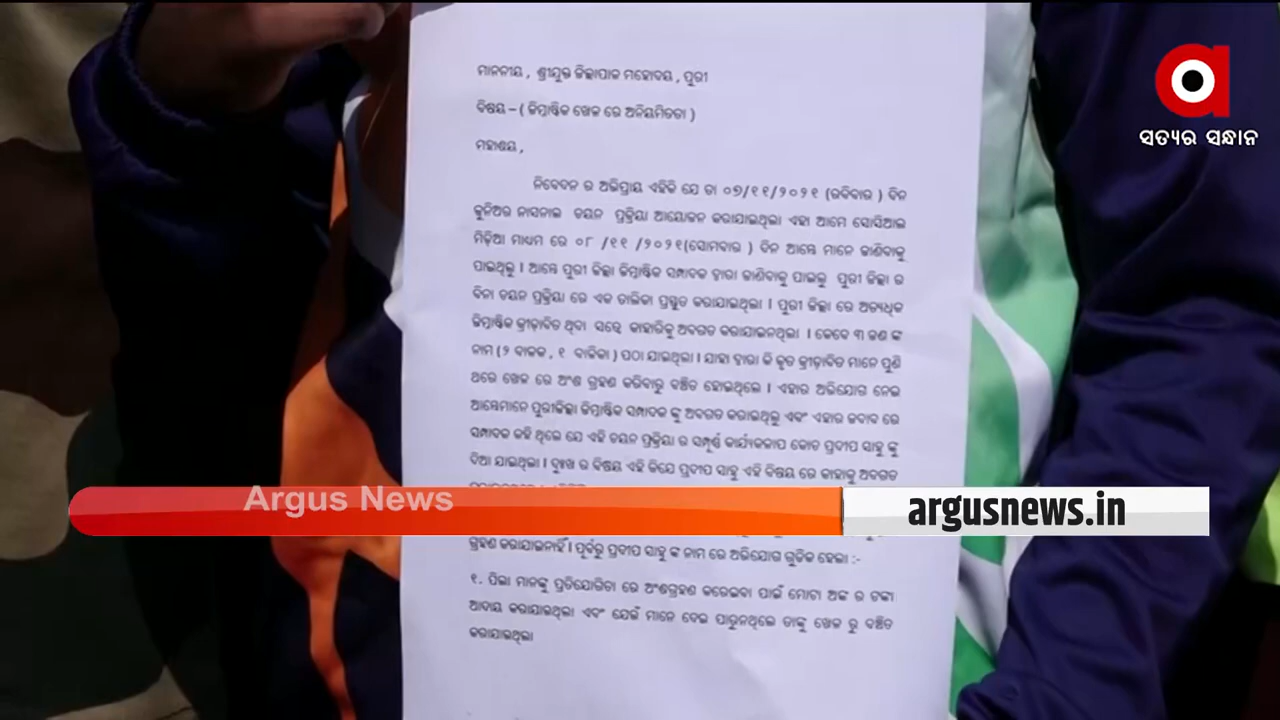 ମାନନୀୟ , ଶ୍ରୀଯୁକ୍ତ ଜିଲ୍ଲାପାଳ ମହୋଦୟ , ପୁରୀ
ବିଷୟ – ( ଜିମ୍ନାଷ୍ଟିକ ଖେଳ ରେ ଅନିୟମିତତା )
ମହାଶୟ ,
ନିବେଦନ ର ଅଭିପ୍ରାୟ ଏହିକି ଯେ ତା ୦୭/୧୧/୨୦୨୧ (ରବିବାର ) ଦିନ
ଜୁନିଅର ନାସନାଲ ଚୟନ ପ୍ରକ୍ରିୟା ଆୟୋଜନ କରାଯାଇଥିଲା ଏହା ଆମେ ସୋସିଆଲ
ମିଡ଼ିଆ ମାଧ୍ୟମ ରେ ୦୮ /୧୧ /୨୦୨୧(ସୋମବାର ) ଦିନ ଆମ୍ଭେ ମାନେ ଜାଣିବାକୁ
ପାଇଥିଲୁ । ଆମ୍ଭେ ପୁରୀ ଜିଲ୍ଲା ଜିମ୍ନାଷ୍ଟିକ ସମ୍ପାଦକ ଦ୍ୱାରା ଜାଣିବାକୁ ପାଇଲୁ ପୁରୀ ଜିଲ୍ଲା ର
ବିନା ଚୟନ ପ୍ରକ୍ରିୟା ରେ ଏକ ତାଲିକା ପ୍ରସ୍ତୁତ କରାଯାଇଥିଲା । ପୁରୀ ଜିଲ୍ଲା ରେ ଅତ୍ୟଧିକ
ଜିମ୍ନାଷ୍ଟିକ କ୍ରୀଡ଼ାବିତ ଥିବା ସତ୍ତେ କାହାରିକୁ ଅବଗତ କରାଯାଇନଥିଲା । କେବେ ୩ ଜଣ ଙ୍କ
ନାମ (୨ ବାଳକ , ୧ ବାଳିକା ) ପଠା ଯାଇଥିଲା । ଯାହା ଦ୍ୱାରା କି କୃତ କ୍ରୀଡ଼ାବିତ ମାନେ ପୁଣି
ଥରେ ଖେଳ ରେ ଅଂଶ ଗ୍ରହଣ କରିବାରୁ ବଞ୍ଚିତ ହୋଇଥିଲେ । ଏହାର ଅଭିଯୋଗ ନେଇ
ଆମ୍ଭେମାନେ ପୁରୀଜିଲ୍ଲା ଜିମ୍ନାଷ୍ଟିକ ସମ୍ପାଦକ ଙ୍କୁ ଅବଗତ କରାଇଥିଲୁ ଏବଂ ଏହାର ଜବାବ ରେ
ସମ୍ପାଦକ କହି ଥିଲେ ଯେ ଏହି ଚୟନ ପ୍ରକ୍ରିୟା ର ସମ୍ପୂର୍ଣ୍ଣ କାର୍ଯ୍ୟକଳାପ କୋଚ ପ୍ରଦୀପ ସାହୁ ଙ୍କୁ
ଦିଆ ଯାଇଥିଲା । ଦୁଃଖ ର ବିଷୟ ଏହି କିଯେ ପ୍ରଦୀପ ସାହୁ ଏହି ବିଷୟ ରେ କାହାକୁ ଅବଗତ
ଗ୍ରହଣ କରାଯାଇନାହିଁ । ପୂର୍ବରୁ ପ୍ରଦୀପ ସାହୁ ଙ୍କ ନାମ ରେ ଅଭିଯୋଗ ଗୁଡିକ ହେଲା :-
୧. ପିଲା ମାନଙ୍କୁ ପ୍ରତିଯୋଗିତା ରେ ଅଂଶଗ୍ରହଣ କରେଇବା ପାଇଁ ମୋଟା ଅଙ୍କ ର ଟଙ୍କା
ଆଦାୟ କରାଯାଇଥିଲା ଏବଂ ଯେଉଁ ମାନେ ଦେଇ ପାରୁନଥିଲେ ତାଙ୍କୁ ଖେଳ ରୁ ବଞ୍ଚିତ
କରାଯାଇଥିଲା
ସତ୍ୟର ସନ୍ଧାନ
Argus News
argusnews.in